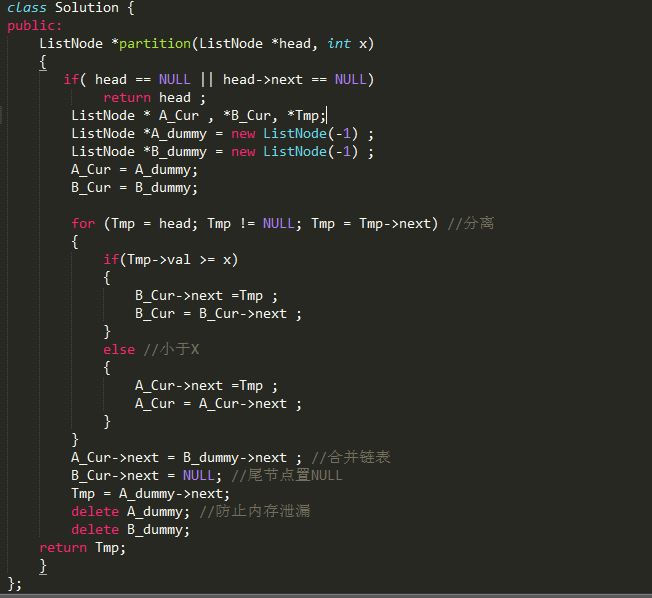 class Solution {
public:
    ListNode *partition(ListNode *head, int x)
    {
       if( head == NULL || head->next == NULL)
            return head ;
        ListNode * A_Cur , *B_Cur, *Tmp;
        ListNode *A_dummy = new ListNode(-1) ;
        ListNode *B_dummy = new ListNode(-1) ;
        A_Cur = A_dummy;
        B_Cur = B_dummy;

        for (Tmp = head; Tmp != NULL; Tmp = Tmp->next) //分离
        {
            if(Tmp->val >= x)
            {
                B_Cur->next =Tmp ;
                B_Cur = B_Cur->next ;
            }
            else //小于X
            {
                A_Cur->next =Tmp ;
                A_Cur = A_Cur->next ;
            }
        }
        A_Cur->next = B_dummy->next ; //合并链表
        B_Cur->next = NULL; //尾节点置NULL
        Tmp = A_dummy->next;
        delete A_dummy; //防止内存泄漏
        delete B_dummy;
    return Tmp;
    }
};